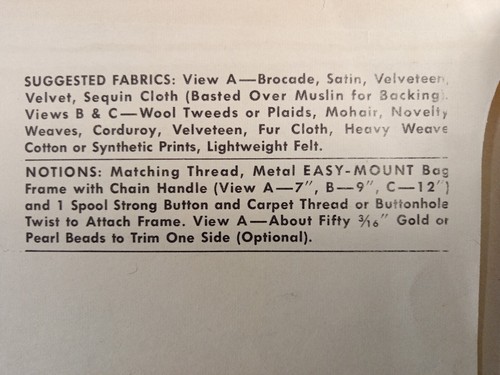 SUGGESTED FABRICS: View A—Brocade, Satin, Velveteen,
Velvet, Sequin Cloth (Basted Over Muslin for Backing).
Views B & C—Wool Tweeds or Plaids, Mohair, Novelty
Weaves, Corduroy, Velveteen, Fur Cloth, Heavy Weave
Cotton or Synthetic Prints, Lightweight Felt.
NOTIONS: Matching Thread, Metal EASY-MOUNT Bag
Frame with Chain Handle (View A—7", B—9", C—12")
and 1 Spool Strong Button and Carpet Thread or Buttonhole
Twist to Attach Frame. View A—About Fifty 3/16" Gold or
Pearl Beads to Trim One Side (Optional).